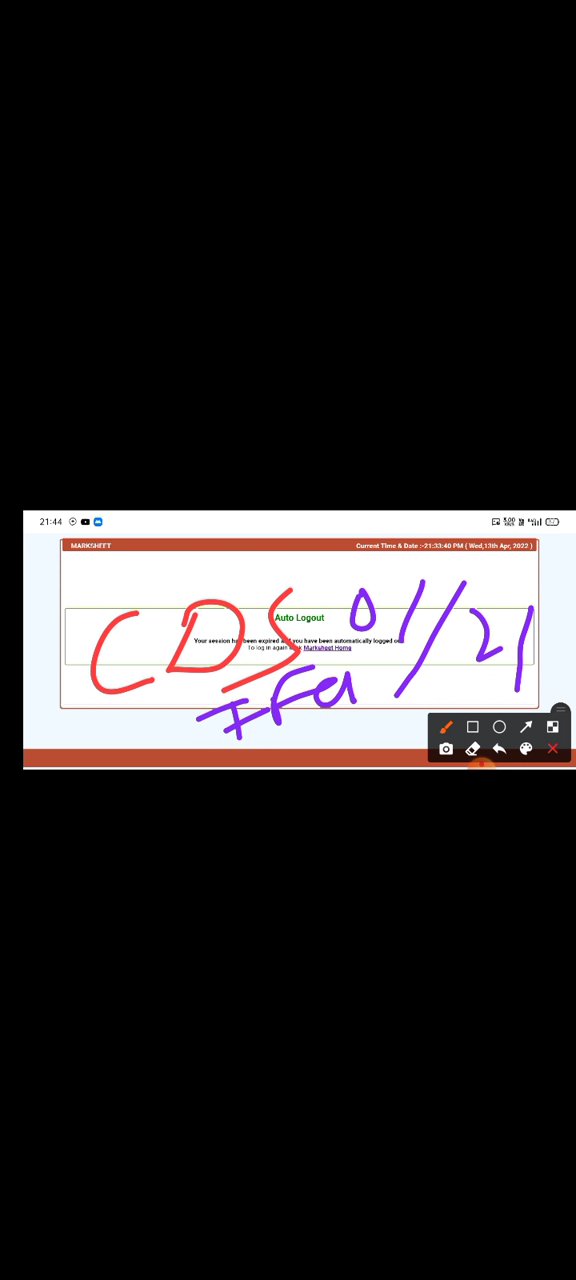 21:44
5.00
MARKSHEET
Current Time & Date :-21:33:40 PM ( Wed,13th Apr, 2022 )
Auto Logout
Your session has been expired and you have been automatically logged out
To log in again click Marksheet Home
CDS 01/21